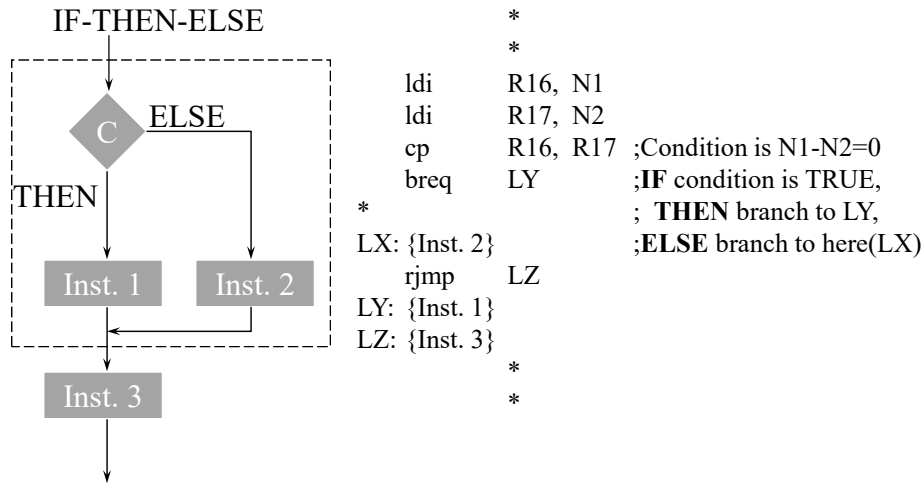 IF-THEN-ELSE
C
ELSE
THEN
Inst. 1
Inst. 2
Inst. 3
*
*
ldi R16, N1
ldi R17, N2
cp R16, R17 ;Condition is N1-N2=0
breq LY ;IF condition is TRUE,
* ; THEN branch to LY,
LX: {Inst. 2} ;ELSE branch to here(LX)
rjmp LZ
LY: {Inst. 1}
LZ: {Inst. 3}
*
*